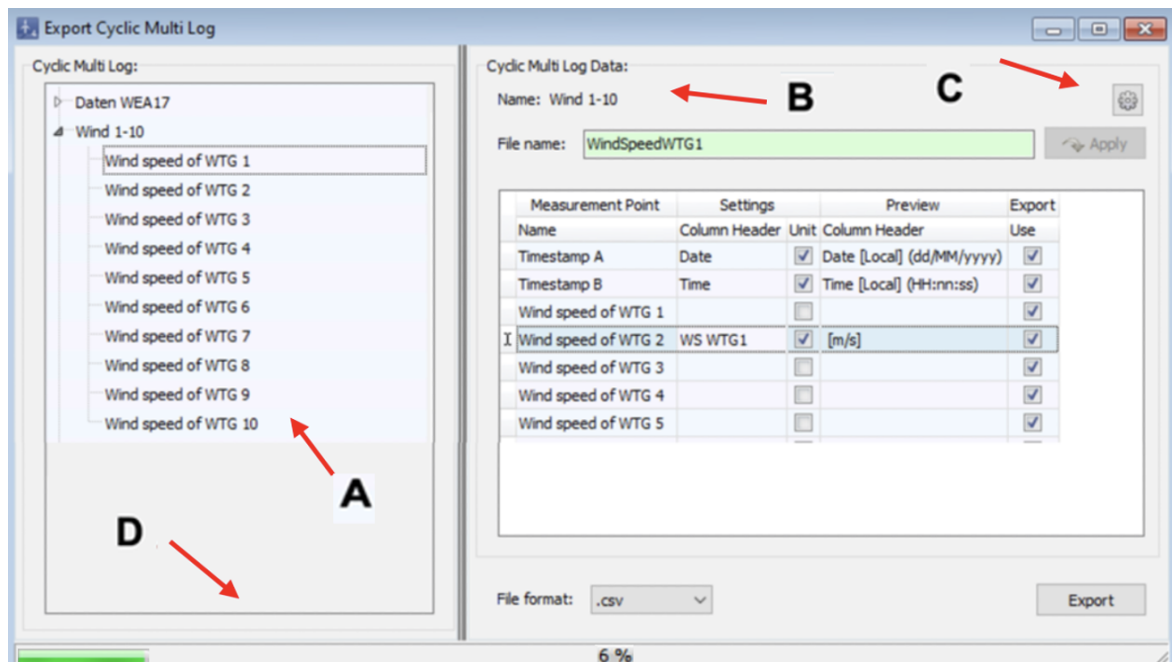 Export Cyclic Multi Log
Cyclic Multi Log:
Daten WEA17
Wind 1-10
Wind speed of WTG 1
Wind speed of WTG 2
Wind speed of WTG 3
Wind speed of WTG 4
Wind speed of WTG 5
Wind speed of WTG 6
Wind speed of WTG 7
Wind speed of WTG 8
Wind speed of WTG 9
Wind speed of WTG 10
A
D
Cyclic Multi Log Data:
Name: Wind 1-10
B
C
File name: WindSpeedWTG1 Apply
Measurement Point Settings Preview Export
Name Column Header Unit Column Header Use
Timestamp A Date Date [Local] (dd/MM/yyyy)
Timestamp B Time Time [Local] (HH:nn:ss)
Wind speed of WTG 1
Wind speed of WTG 2 WS WTG1 [m/s]
Wind speed of WTG 3
Wind speed of WTG 4
Wind speed of WTG 5
File format: .csv Export
6 %